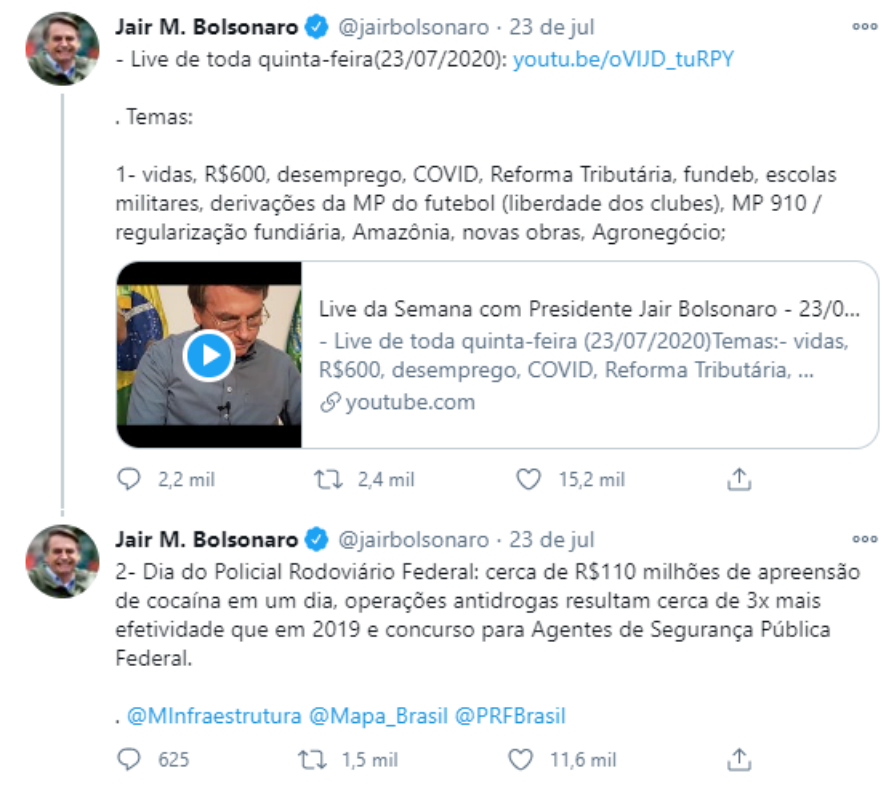 Jair M. Bolsonaro @jairbolsonaro · 23 de jul
- Live de toda quinta-feira(23/07/2020): youtu.be/oVIJD_tuRPY
. Temas:
1- vidas, R$600, desemprego, COVID, Reforma Tributária, fundeb, escolas
militares, derivações da MP do futebol (liberdade dos clubes), MP 910 /
regularização fundiária, Amazônia, novas obras, Agronegócio;
Live da Semana com Presidente Jair Bolsonaro - 23/0...
- Live de toda quinta-feira (23/07/2020)Temas:- vidas,
R$600, desemprego, COVID, Reforma Tributária, ...
youtube.com
2,2 mil 2,4 mil 15,2 mil
Jair M. Bolsonaro @jairbolsonaro · 23 de jul
2- Dia do Policial Rodoviário Federal: cerca de R$110 milhões de apreensão
de cocaína em um dia, operações antidrogas resultam cerca de 3x mais
efetividade que em 2019 e concurso para Agentes de Segurança Pública
Federal.
. @MInfraestrutura @Mapa_Brasil @PRFBrasil
625 1,5 mil 11,6 mil